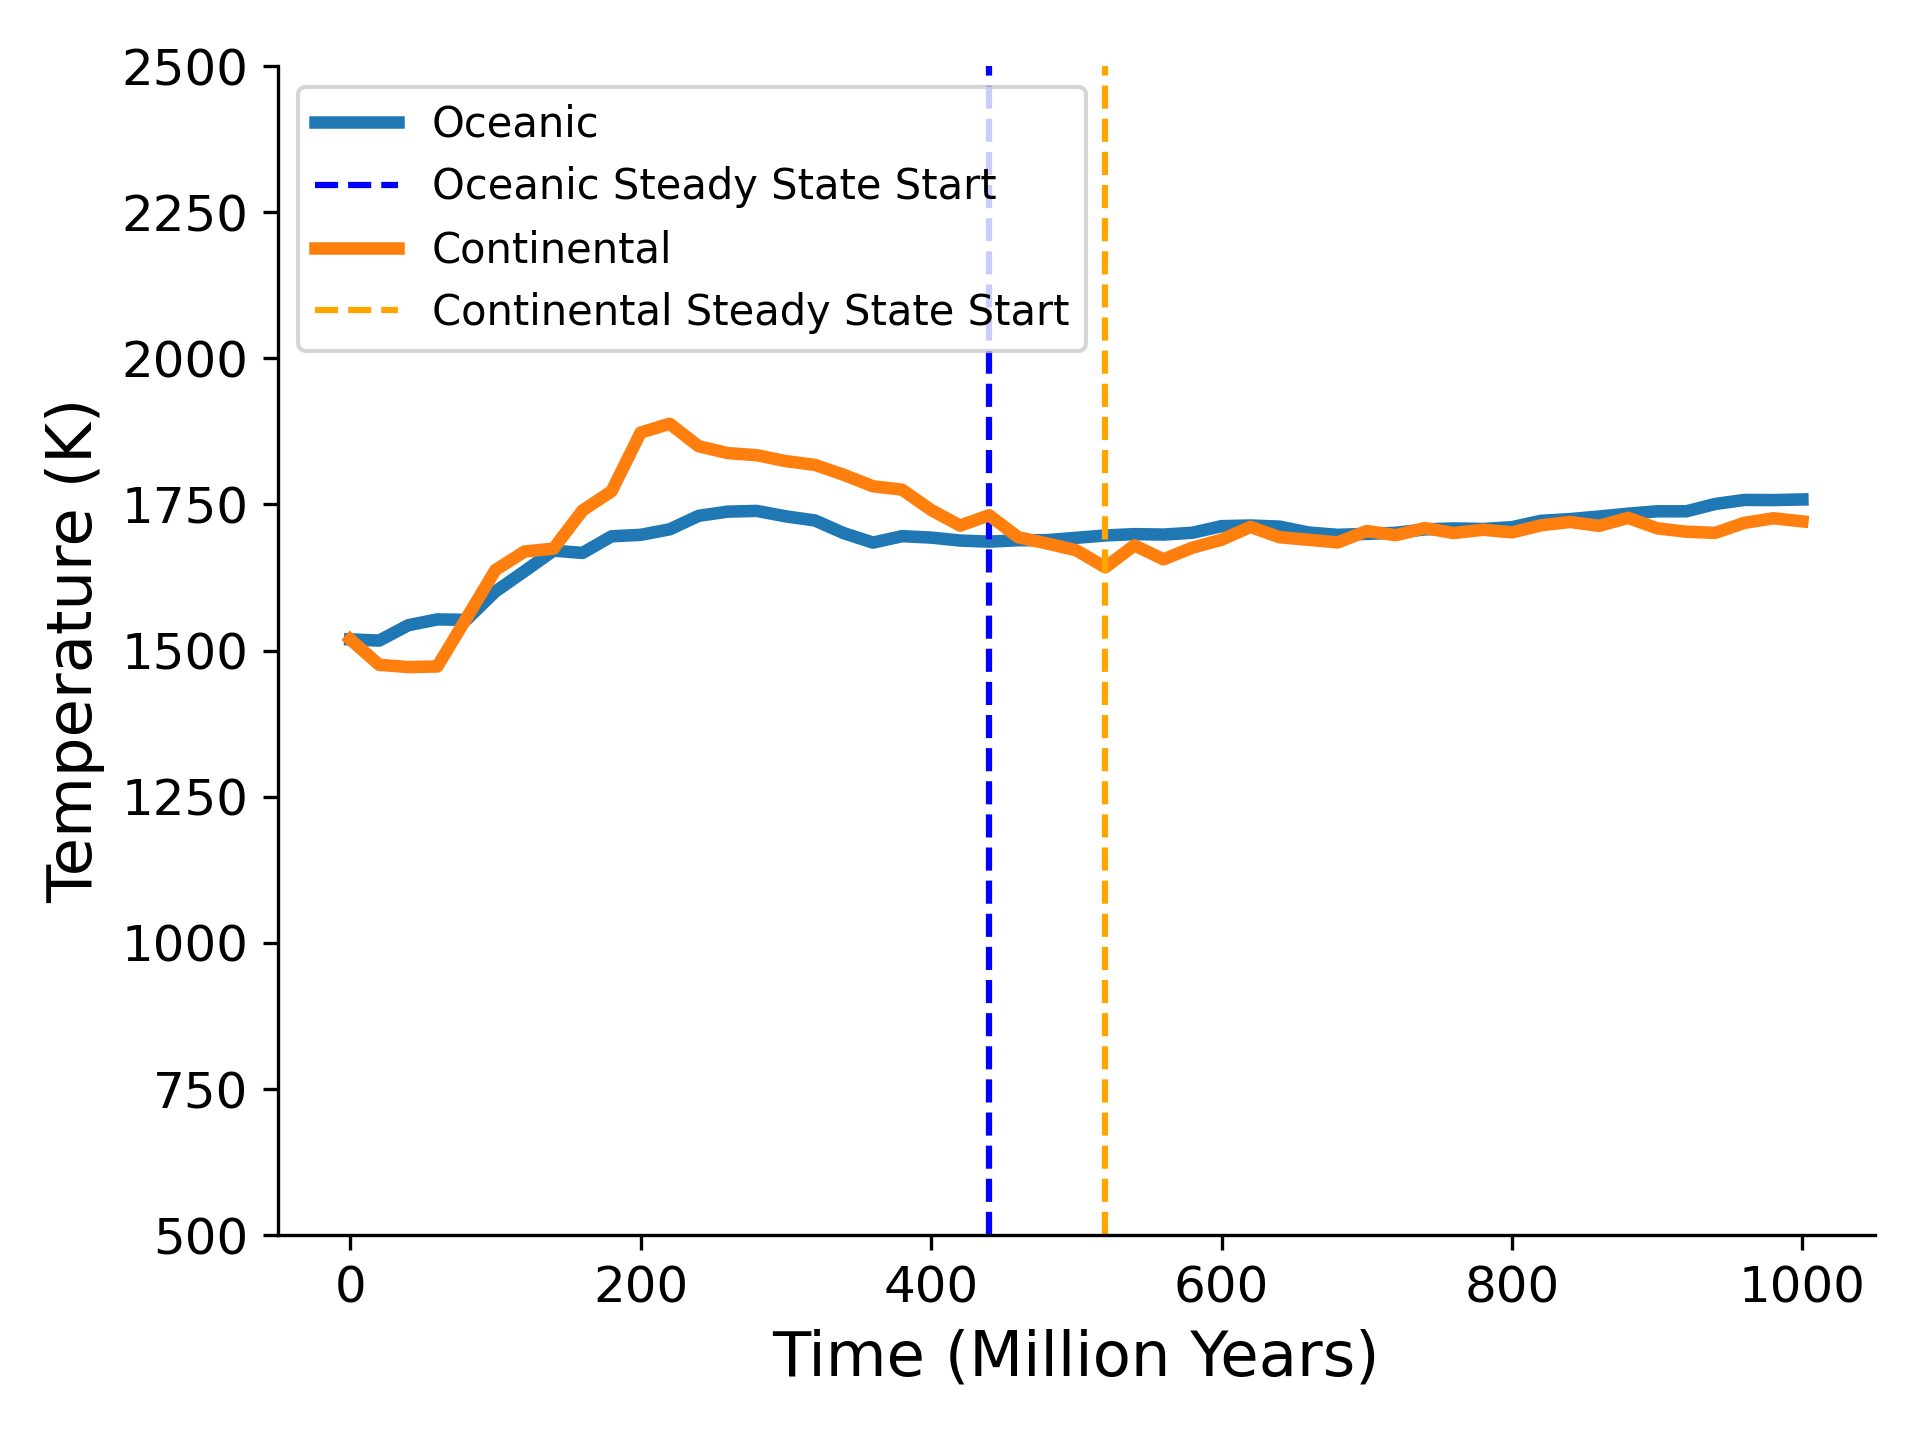 2500
2250
2000
1750
1500
1250
1000
750
500
Temperature (K)
Oceanic
Oceanic Steady State Start
Continental
Continental Steady State Start
0 200 400 600 800 1000
Time (Million Years)